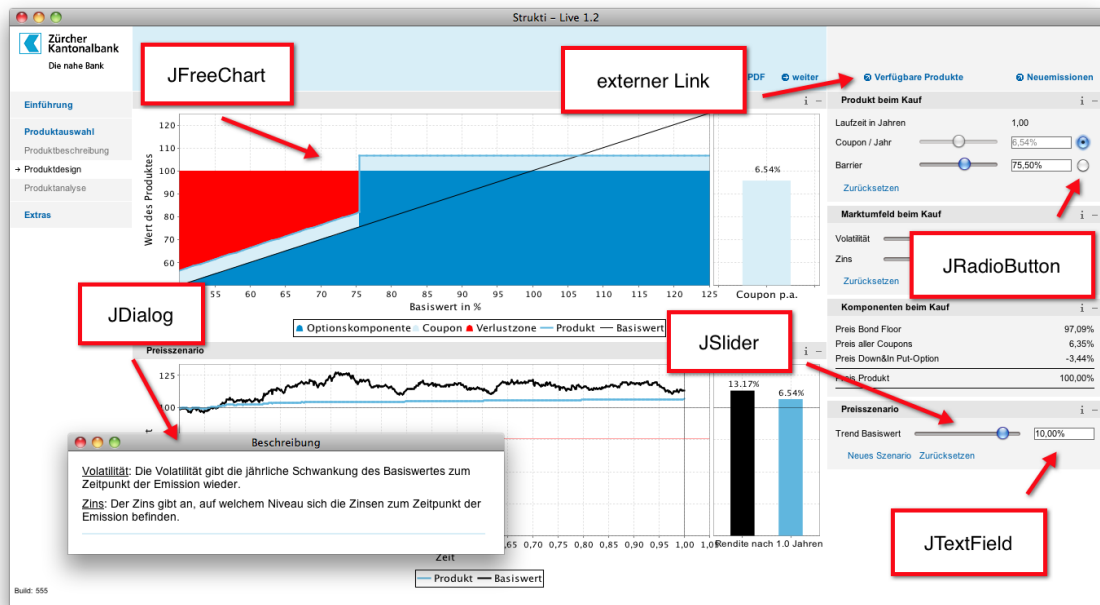 Strukti – Live 1.2
Zürcher
Kantonalbank
Die nahe Bank
JFreeChart
externer Link
PDF
weiter
Verfügbare Produkte
Neuemissionen
Einführung
Produktauswahl
Produktbeschreibung
→ Produktdesign
Produktanalyse
Extras
i –
Wert des Produktes
120
110
100
90
80
70
60
55 60 65 70 75 80 85 90 95 100 105 110 115 120 125
Basiswert in %
Optionskomponente Coupon Verlustzone Produkt Basiswert
6.54%
Coupon p.a.
Produkt beim Kauf i –
Laufzeit in Jahren 1,00
Coupon / Jahr 6,54%
Barrier 75,50%
Zurücksetzen
Marktumfeld beim Kauf i –
Volatilität
Zins
Zurücksetzen
JRadioButton
Komponenten beim Kauf i –
Preis Bond Floor 97,09%
Preis aller Coupons 6,35%
Preis Down&In Put-Option -3,44%
Preis Produkt 100,00%
JDialog
JSlider
Preisszenario i –
125
100
13.17%
6.54%
Rendite nach 1.0 Jahren
0,70 0,75 0,80 0,85 0,90 0,95 1,00
Zeit
Produkt Basiswert
Preisszenario i –
Trend Basiswert 10,00%
Neues Szenario Zurücksetzen
JTextField
Beschreibung
Volatilität: Die Volatilität gibt die jährliche Schwankung des Basiswertes zum
Zeitpunkt der Emission wieder.
Zins: Der Zins gibt an, auf welchem Niveau sich die Zinsen zum Zeitpunkt der
Emission befinden.
Build: 555